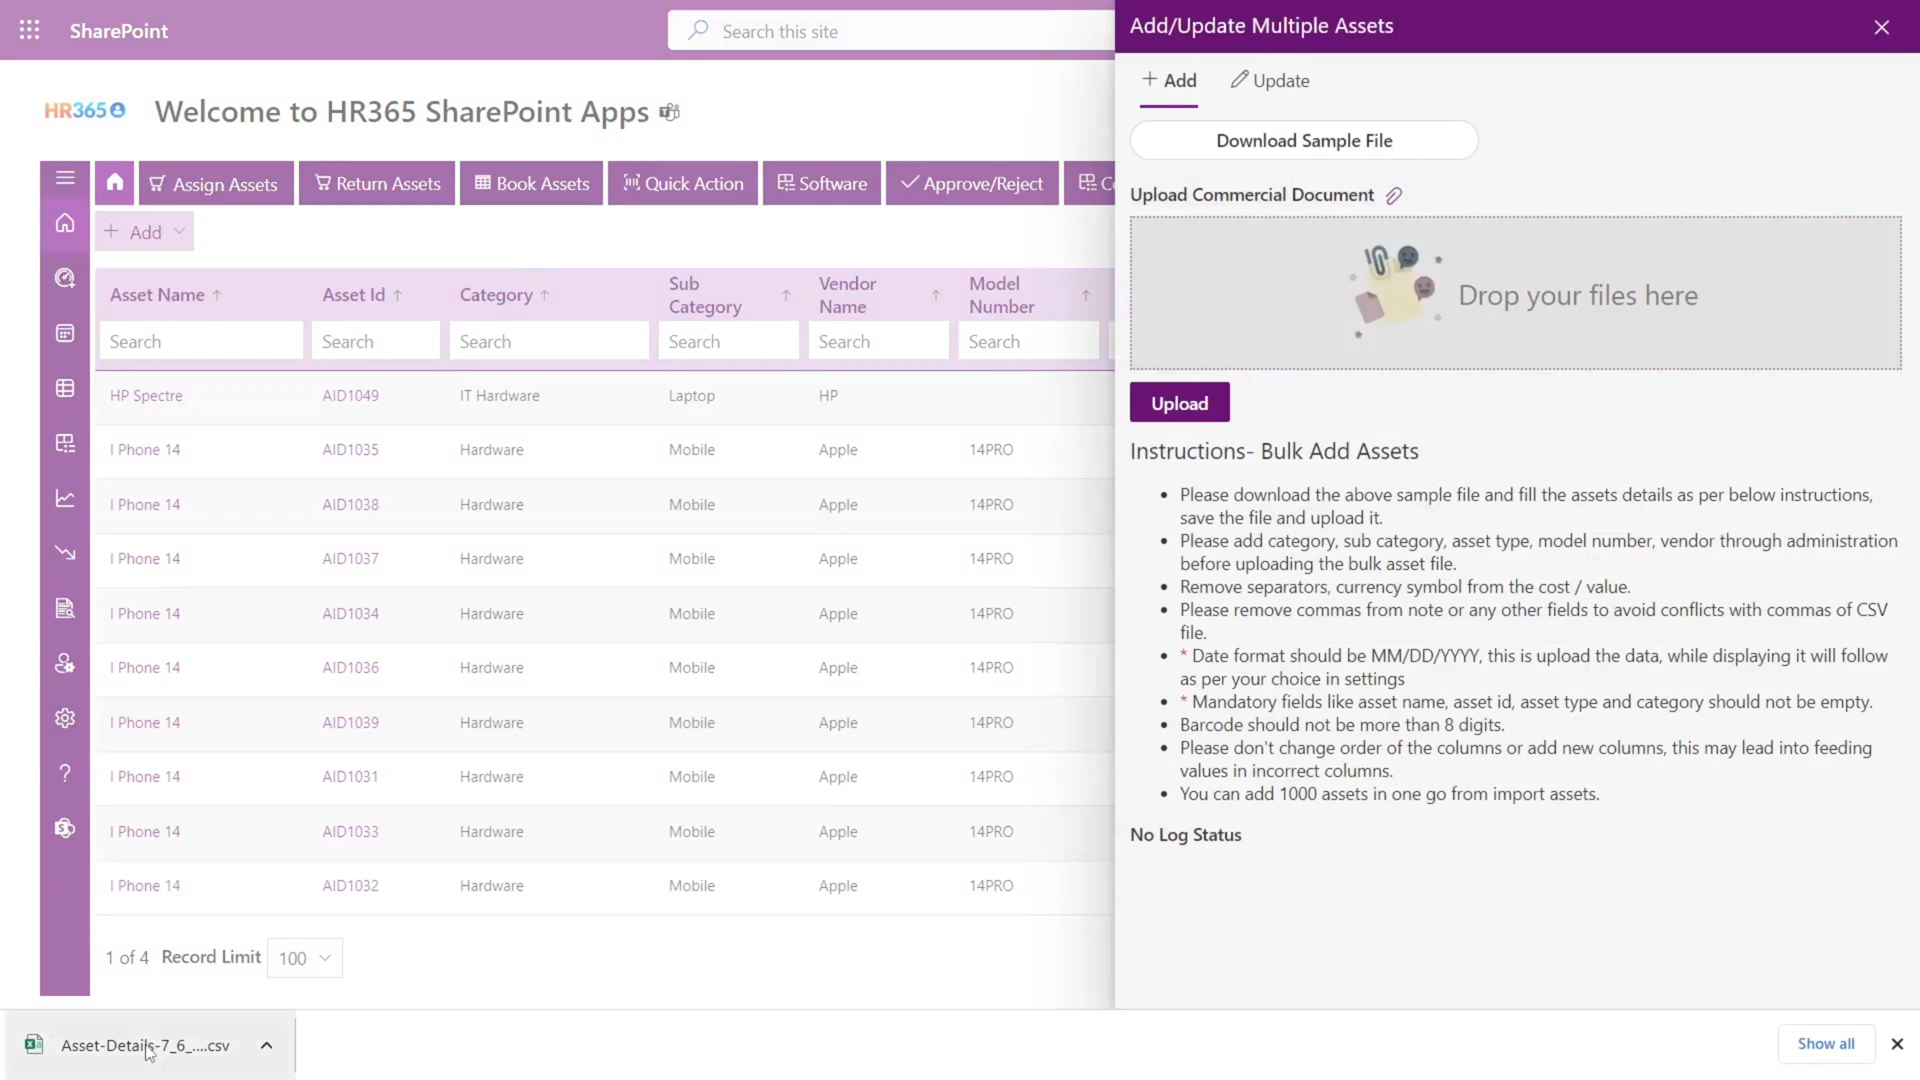 SharePoint
Search this site
Add/Update Multiple Assets
Add
Update
Download Sample File
HR365
Welcome to HR365 SharePoint Apps
Assign Assets
Return Assets
Book Assets
Quick Action
Software
Approve/Reject
Add
Upload Commercial Document
Drop your files here
Upload
Asset Name
Asset Id
Category
Sub Category
Vendor Name
Model Number
Search
Search
Search
Search
Search
Search
HP Spectre AID1049 IT Hardware Laptop HP
I Phone 14 AID1035 Hardware Mobile Apple 14PRO
I Phone 14 AID1038 Hardware Mobile Apple 14PRO
I Phone 14 AID1037 Hardware Mobile Apple 14PRO
I Phone 14 AID1034 Hardware Mobile Apple 14PRO
I Phone 14 AID1036 Hardware Mobile Apple 14PRO
I Phone 14 AID1039 Hardware Mobile Apple 14PRO
I Phone 14 AID1031 Hardware Mobile Apple 14PRO
I Phone 14 AID1033 Hardware Mobile Apple 14PRO
I Phone 14 AID1032 Hardware Mobile Apple 14PRO
1 of 4 Record Limit 100
Instructions- Bulk Add Assets
• Please download the above sample file and fill the assets details as per below instructions,
save the file and upload it.
• Please add category, sub category, asset type, model number, vendor through administration
before uploading the bulk asset file.
• Remove separators, currency symbol from the cost / value.
• Please remove commas from note or any other fields to avoid conflicts with commas of CSV
file.
• * Date format should be MM/DD/YYYY, this is upload the data, while displaying it will follow
as per your choice in settings
• * Mandatory fields like asset name, asset id, asset type and category should not be empty.
• Barcode should not be more than 8 digits.
• Please don't change order of the columns or add new columns, this may lead into feeding
values in incorrect columns.
• You can add 1000 assets in one go from import assets.
No Log Status
Asset-Details-7_6_....csv
Show all